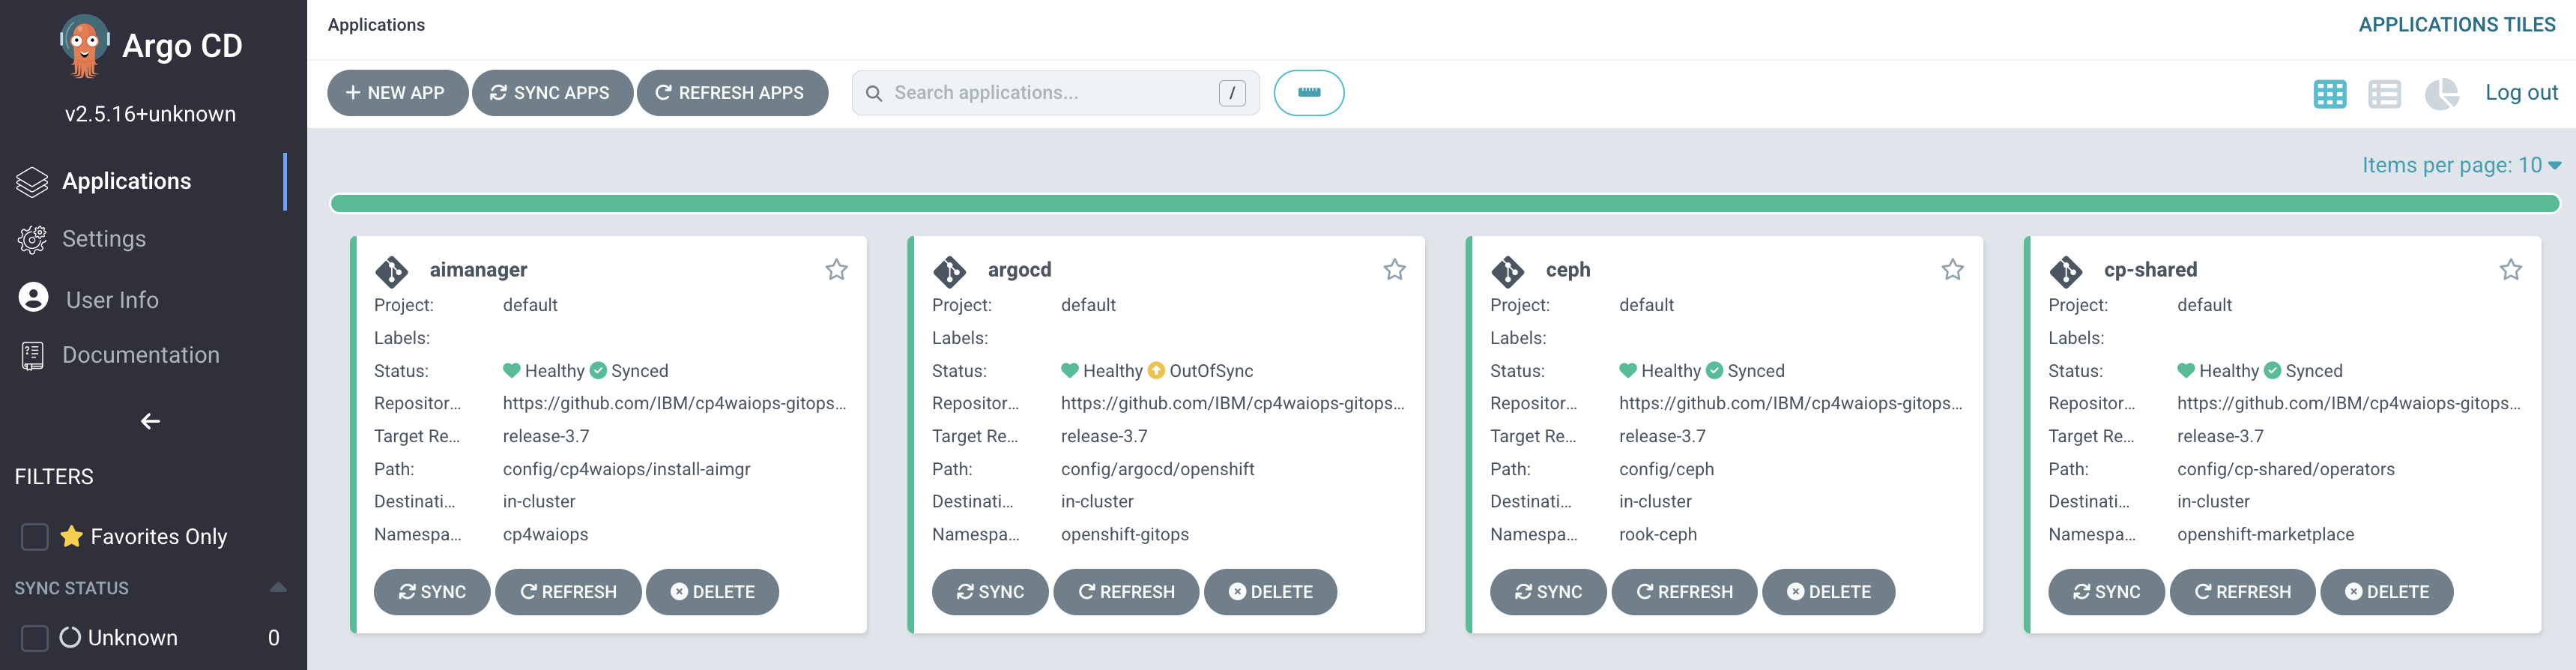 Argo CD
v2.5.16+unknown
Applications
Settings
User Info
Documentation
FILTERS
Favorites Only
SYNC STATUS
Unknown 0
Applications
APPLICATIONS TILES
+ NEW APP
SYNC APPS
REFRESH APPS
Search applications...
/
Log out
Items per page: 10
aimanager
Project: default
Labels:
Status: Healthy Synced
Repositor... https://github.com/IBM/cp4waiops-gitops...
Target Re... release-3.7
Path: config/cp4waiops/install-aimgr
Destinati... in-cluster
Namespa... cp4waiops
SYNC REFRESH DELETE
argocd
Project: default
Labels:
Status: Healthy OutOfSync
Repositor... https://github.com/IBM/cp4waiops-gitops...
Target Re... release-3.7
Path: config/argocd/openshift
Destinati... in-cluster
Namespa... openshift-gitops
SYNC REFRESH DELETE
ceph
Project: default
Labels:
Status: Healthy Synced
Repositor... https://github.com/IBM/cp4waiops-gitops...
Target Re... release-3.7
Path: config/ceph
Destinati... in-cluster
Namespa... rook-ceph
SYNC REFRESH DELETE
cp-shared
Project: default
Labels:
Status: Healthy Synced
Repositor... https://github.com/IBM/cp4waiops-gitops...
Target Re... release-3.7
Path: config/cp-shared/operators
Destinati... in-cluster
Namespa... openshift-marketplace
SYNC REFRESH DELETE